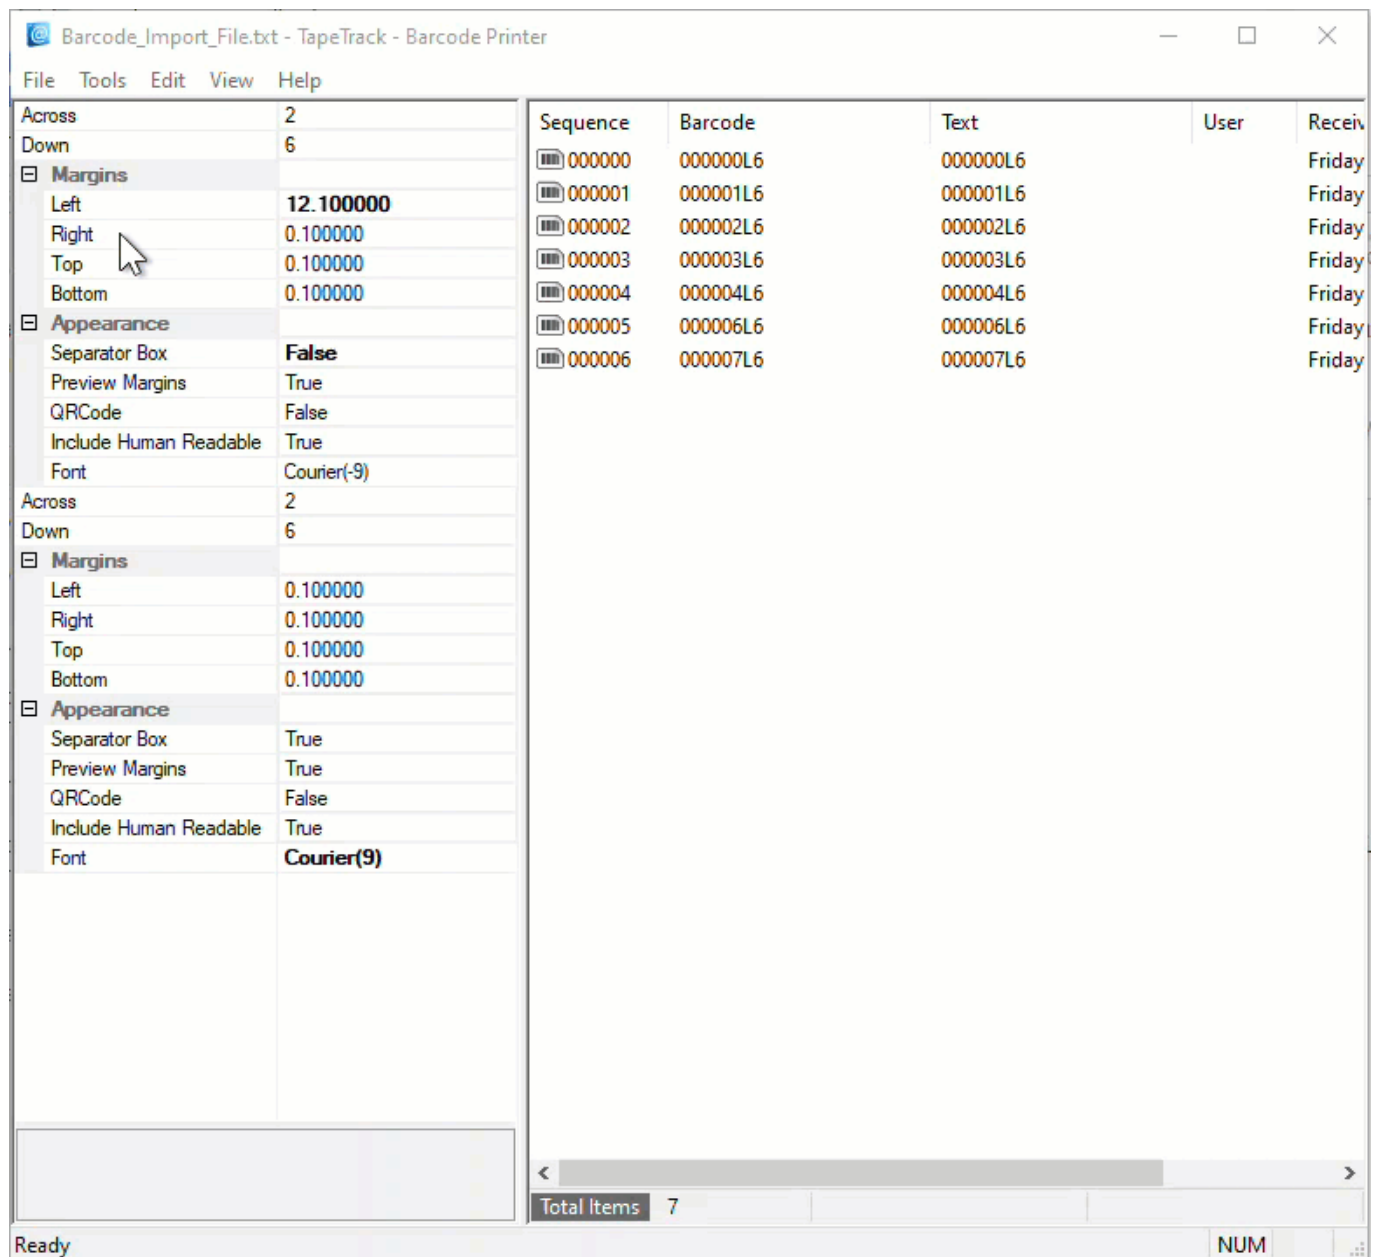 Barcode_Import_File.txt - TapeTrack - Barcode Printer
File Tools Edit View Help
Across 2
Down 6
Margins
Left 12.100000
Right 0.100000
Top 0.100000
Bottom 0.100000
Appearance
Separator Box False
Preview Margins True
QRCode False
Include Human Readable True
Font Courier(-9)
Across 2
Down 6
Margins
Left 0.100000
Right 0.100000
Top 0.100000
Bottom 0.100000
Appearance
Separator Box True
Preview Margins True
QRCode False
Include Human Readable True
Font Courier(9)
Sequence Barcode Text User Receiv
000000 000000L6 000000L6 Friday
000001 000001L6 000001L6 Friday
000002 000002L6 000002L6 Friday
000003 000003L6 000003L6 Friday
000004 000004L6 000004L6 Friday
000005 000006L6 000006L6 Friday
000006 000007L6 000007L6 Friday
Total Items 7
Ready NUM